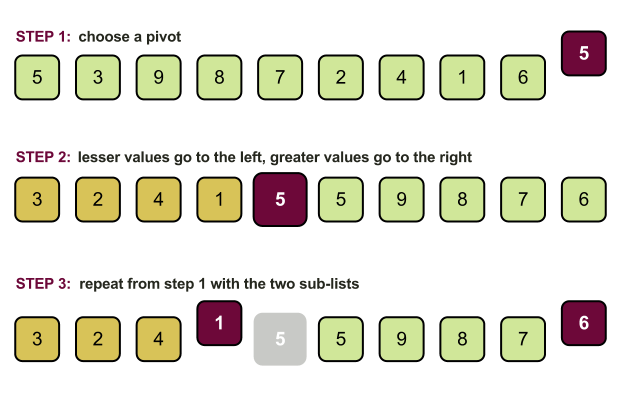 STEP 1: choose a pivot
5 3 9 8 7 2 4 1 6 5
STEP 2: lesser values go to the left, greater values go to the right
3 2 4 1 5 5 9 8 7 6
STEP 3: repeat from step 1 with the two sub-lists
3 2 4 1 5 5 9 8 7 6